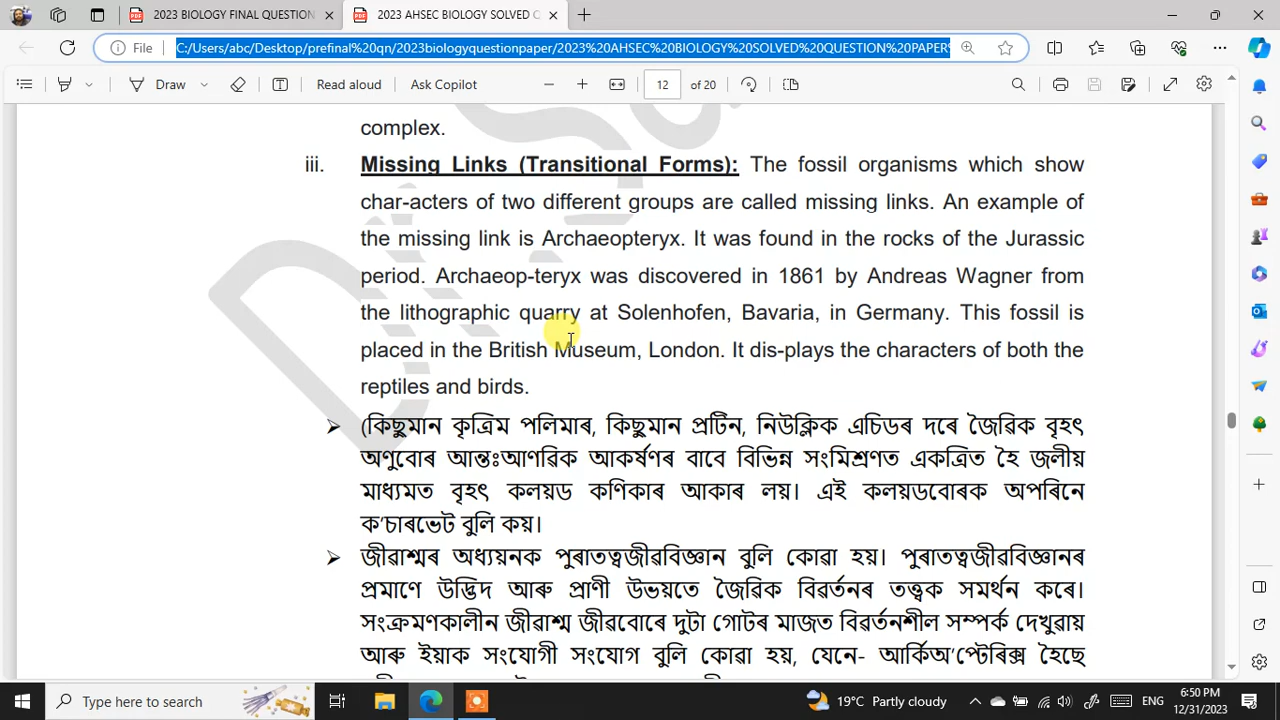 2023 BIOLOGY FINAL QUESTION
2023 AHSEC BIOLOGY SOLVED Q
File
C:/Users/abc/Desktop/prefinal%20qn/2023biologyquestionpaper/2023%20AHSEC%20BIOLOGY%20SOLVED%20QUESTION%20PAPER%
Draw
Read aloud
Ask Copilot
12 of 20
complex.
iii. Missing Links (Transitional Forms): The fossil organisms which show
char-acters of two different groups are called missing links. An example of
the missing link is Archaeopteryx. It was found in the rocks of the Jurassic
period. Archaeop-teryx was discovered in 1861 by Andreas Wagner from
the lithographic quarry at Solenhofen, Bavaria, in Germany. This fossil is
placed in the British Museum, London. It dis-plays the characters of both the
reptiles and birds.
➢ (কিছুমান কৃত্ৰিম পলিমাৰ, কিছুমান প্ৰটিন, নিউক্লিক এচিডৰ দৰে জৈৱিক বৃহৎ
অণুবোৰ আন্তঃআণৱিক আকৰ্ষণৰ বাবে বিভিন্ন সংমিশ্ৰণত একত্ৰিত হৈ জলীয়
মাধ্যমত বৃহৎ কলয়ড কণিকাৰ আকাৰ লয়। এই কলয়ডবোৰক অপৰিনে
ক'চাৰভেট বুলি কয়।
➢ জীৱাশ্মৰ অধ্যয়নক পুৰাতত্বজীৱবিজ্ঞান বুলি কোৱা হয়। পুৰাতত্বজীৱবিজ্ঞানৰ
প্ৰমাণে উদ্ভিদ আৰু প্ৰাণী উভয়তে জৈৱিক বিৱৰ্তনৰ তত্ত্বক সমৰ্থন কৰে।
সংক্ৰমণকালীন জীৱাশ্ম জীৱবোৰে দুটা গোটৰ মাজত বিৱৰ্তনশীল সম্পৰ্ক দেখুৱায়
আৰু ইয়াক সংযোগী সংযোগ বুলি কোৱা হয়, যেনে- আৰ্কিঅ'প্টেৰিক্স হৈছে
Type here to search
19°C Partly cloudy
ENG
6:50 PM
12/31/2023